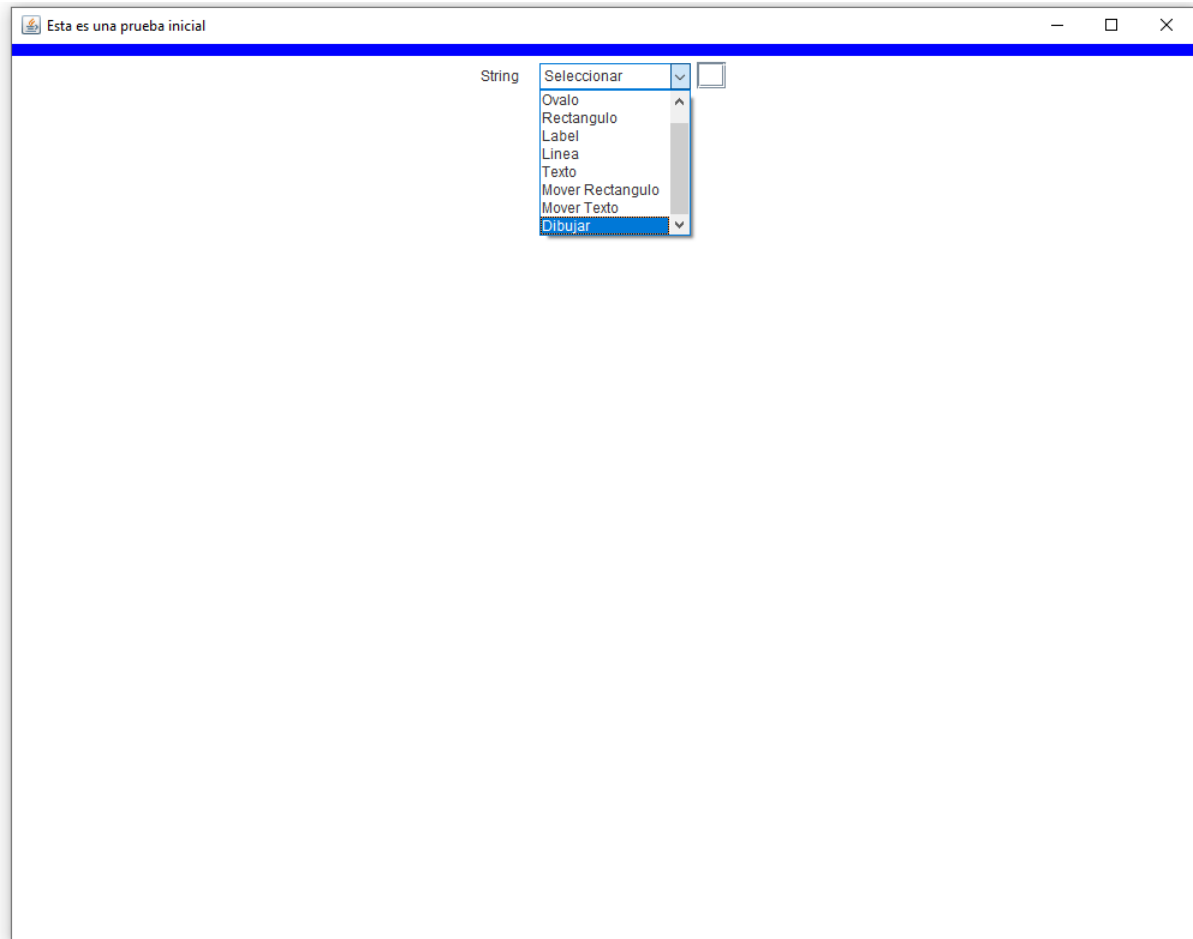 Esta es una prueba inicial
String Seleccionar
Ovalo
Rectangulo
Label
Linea
Texto
Mover Rectangulo
Mover Texto
Dibujar